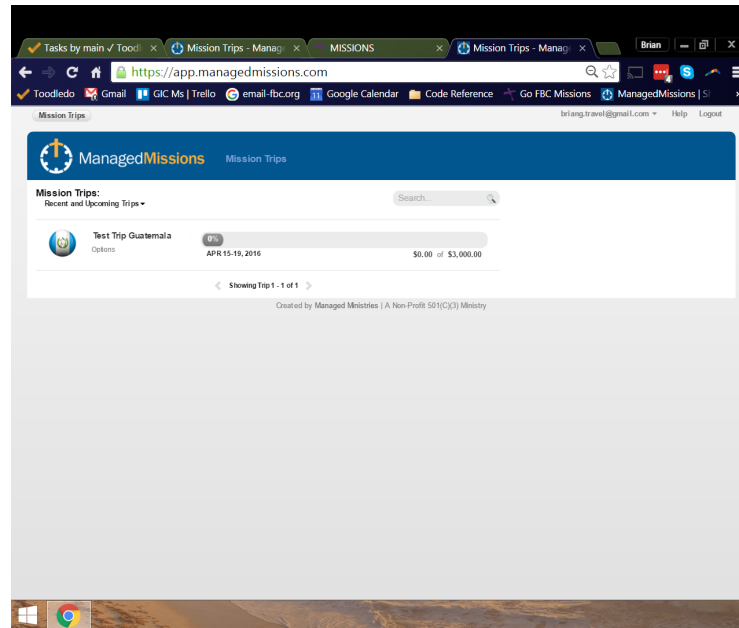 Tasks by main ✓ Toodl
Mission Trips - Manag
MISSIONS
Mission Trips - Manag
Brian
https://app.managedmissions.com
Toodledo
Gmail
GIC Ms | Trello
email-fbc.org
11
Google Calendar
Code Reference
Go FBC Missions
ManagedMissions | S
4
Mission Trips
briang.travel@gmail.com
Help
Logout
ManagedMissions
Mission Trips
Mission Trips:
Recent and Upcoming Trips
Search...
Test Trip Guatemala
Options
0%
APR 15-19, 2016
$0.00 of $3,000.00
Showing Trip 1 - 1 of 1
Created by Managed Ministries | A Non-Profit 501(C)(3) Ministry